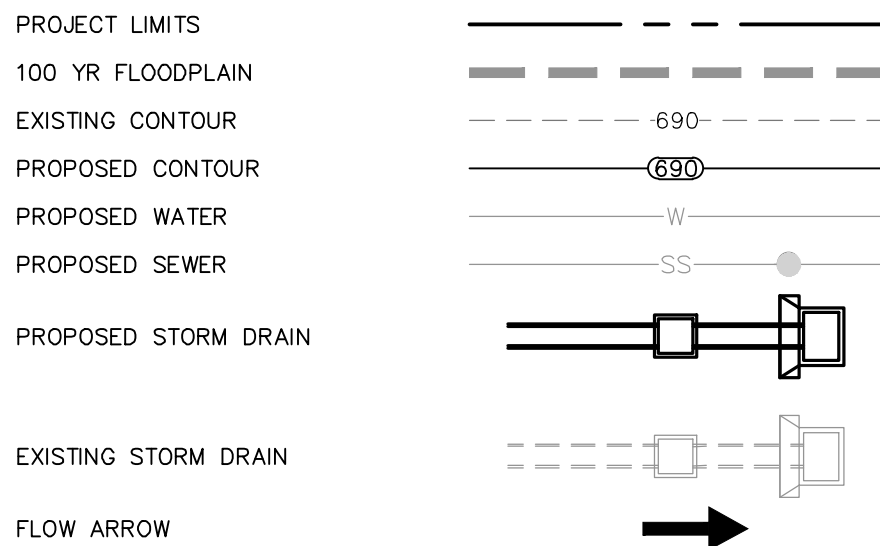 PROJECT LIMITS
100 YR FLOODPLAIN
EXISTING CONTOUR 690
PROPOSED CONTOUR 690
PROPOSED WATER W
PROPOSED SEWER SS
PROPOSED STORM DRAIN
EXISTING STORM DRAIN
FLOW ARROW